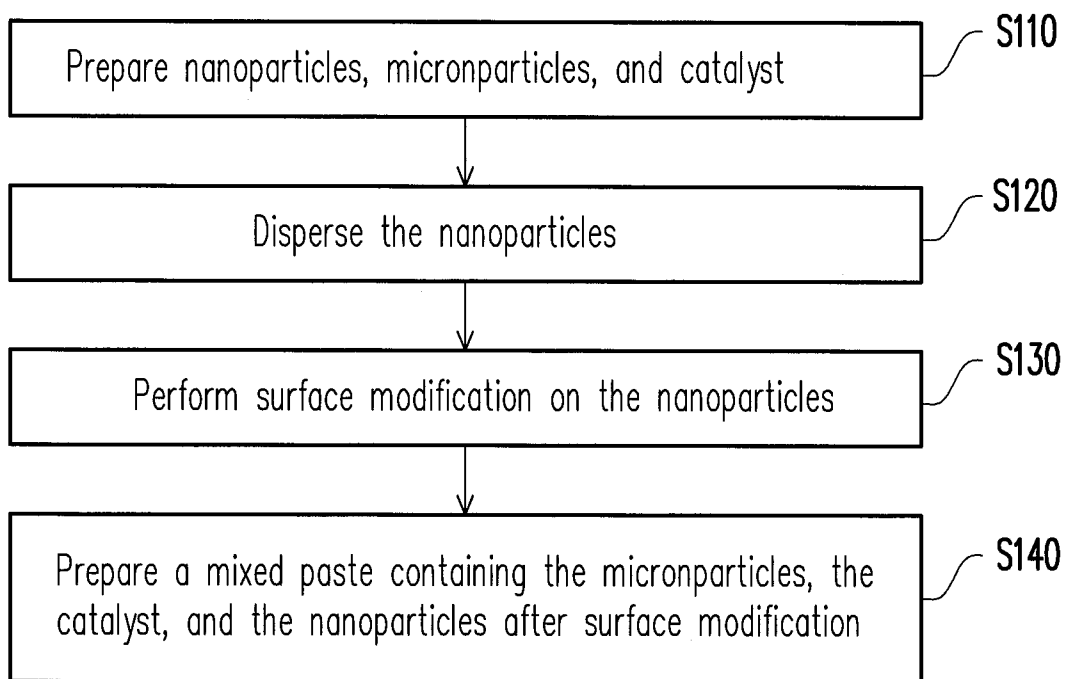 S110
Prepare nanoparticles, micronparticles, and catalyst
S120
Disperse the nanoparticles
S130
Perform surface modification on the nanoparticles
S140
Prepare a mixed paste containing the micronparticles, the
catalyst, and the nanoparticles after surface modification